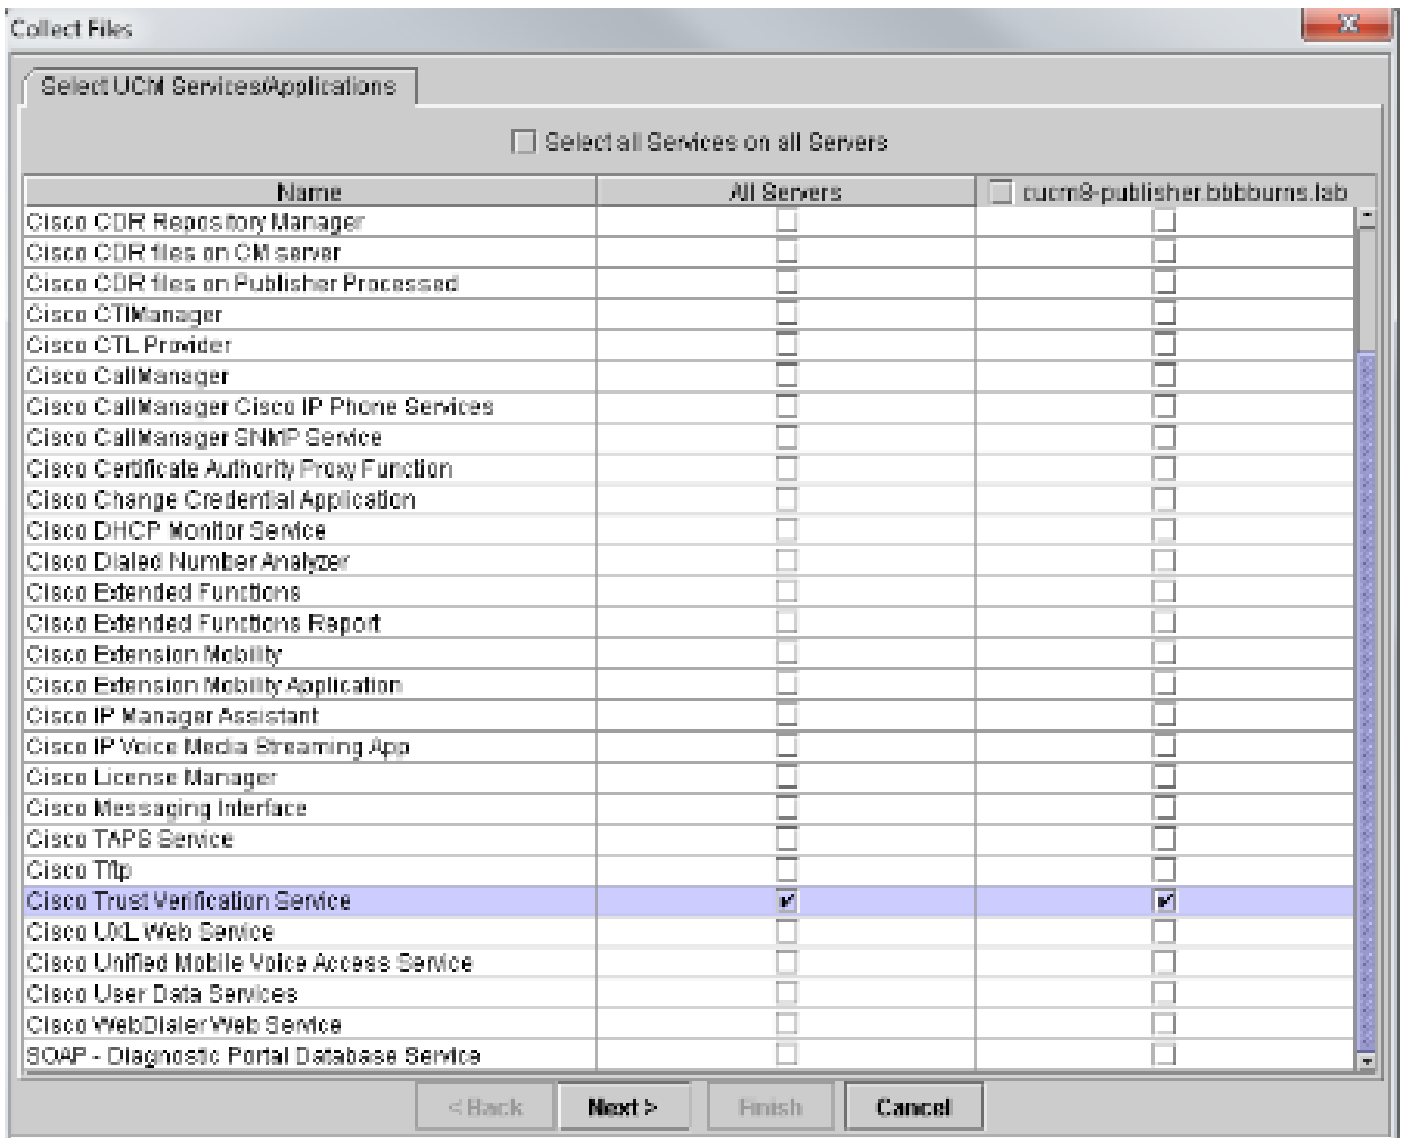 Collect Files
Select UCM Services/Applications
Select all Services on all Servers
Name All Servers cucm8-publisher.bbbburns.lab
Cisco CDR Repository Manager
Cisco CDR files on CM server
Cisco CDR files on Publisher Processed
Cisco CTIManager
Cisco CTL Provider
Cisco CallManager
Cisco CallManager Cisco IP Phone Services
Cisco CallManager SNMP Service
Cisco Certificate Authority Proxy Function
Cisco Change Credential Application
Cisco DHCP Monitor Service
Cisco Dialed Number Analyzer
Cisco Extended Functions
Cisco Extended Functions Report
Cisco Extension Mobility
Cisco Extension Mobility Application
Cisco IP Manager Assistant
Cisco IP Voice Media Streaming App
Cisco License Manager
Cisco Messaging Interface
Cisco TAPS Service
Cisco Tftp
Cisco Trust Verification Service
Cisco UXL Web Service
Cisco Unified Mobile Voice Access Service
Cisco User Data Services
Cisco WebDialer Web Service
SOAP - Diagnostic Portal Database Service
< Back Next > Finish Cancel